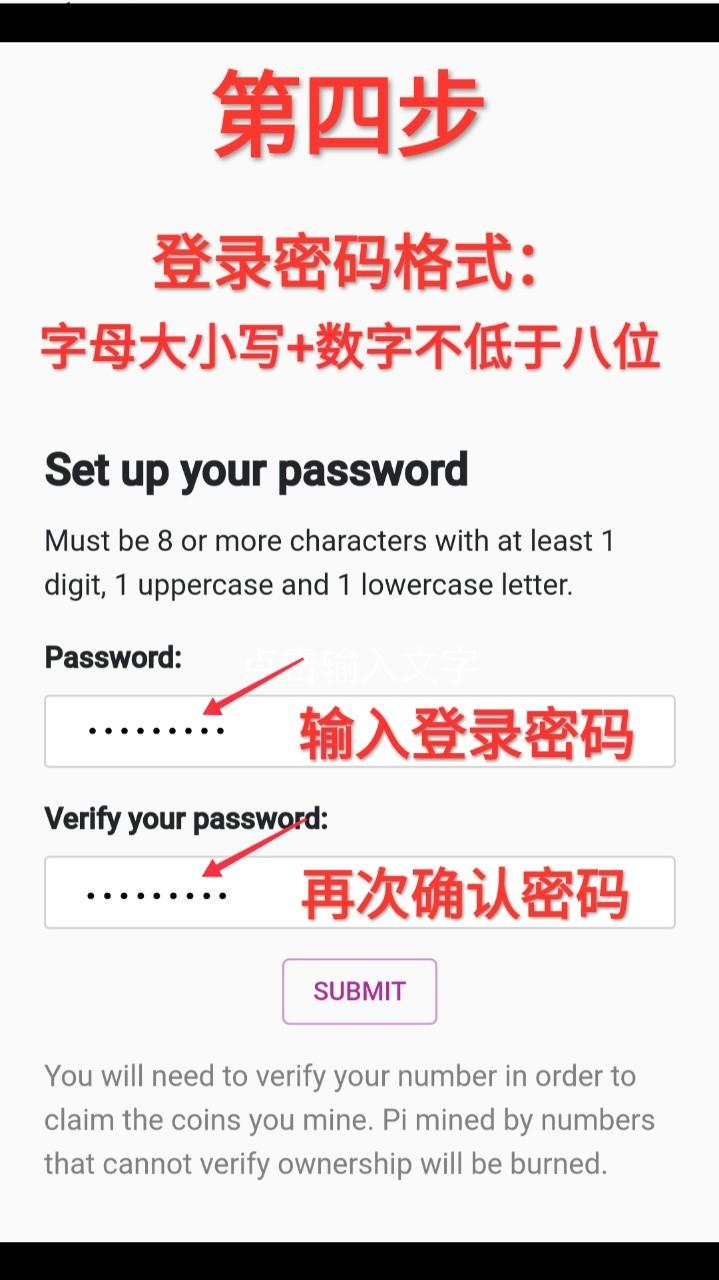 第四步
登录密码格式：
字母大小写+数字不低于八位
Set up your password
Must be 8 or more characters with at least 1
digit, 1 uppercase and 1 lowercase letter.
Password:
点击输入文字
输入登录密码
Verify your password:
再次确认密码
SUBMIT
You will need to verify your number in order to
claim the coins you mine. Pi mined by numbers
that cannot verify ownership will be burned.